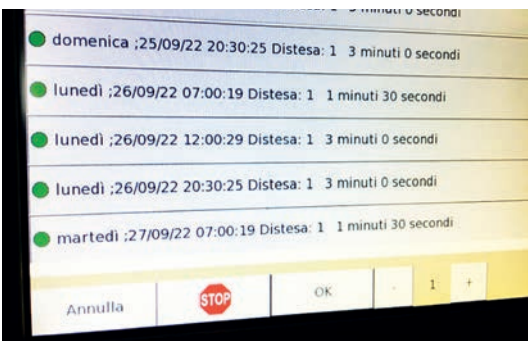 minuti 0 secondi
domenica ;25/09/22 20:30:25 Distesa: 1 3 minuti 0 secondi
lunedì ;26/09/22 07:00:19 Distesa: 1 1 minuti 30 secondi
lunedì ;26/09/22 12:00:29 Distesa: 1 3 minuti 0 secondi
lunedì ;26/09/22 20:30:25 Distesa: 1 3 minuti 0 secondi
martedì ;27/09/22 07:00:19 Distesa: 1 1 minuti 30 secondi
Annulla STOP OK - 1 +